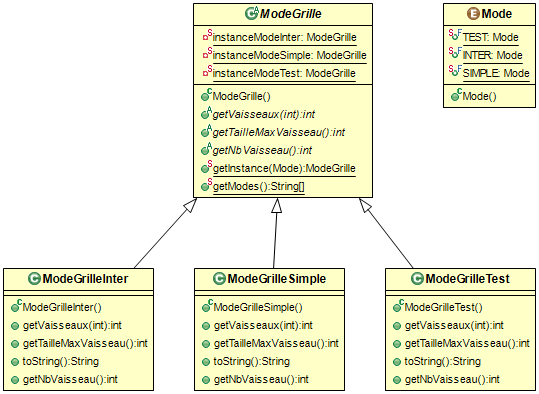 ModeGrille
instanceModeInter: ModeGrille
instanceModeSimple: ModeGrille
instanceModeTest: ModeGrille
ModeGrille()
getVaisseaux(int):int
getTailleMaxVaisseau():int
getNbVaisseau():int
getInstance(Mode):ModeGrille
getModes():String[]
Mode
TEST: Mode
INTER: Mode
SIMPLE: Mode
Mode()
ModeGrilleInter
ModeGrilleInter()
getVaisseaux(int):int
getTailleMaxVaisseau():int
toString():String
getNbVaisseau():int
ModeGrilleSimple
ModeGrilleSimple()
getVaisseaux(int):int
getTailleMaxVaisseau():int
toString():String
getNbVaisseau():int
ModeGrilleTest
ModeGrilleTest()
getVaisseaux(int):int
getTailleMaxVaisseau():int
toString():String
getNbVaisseau():int